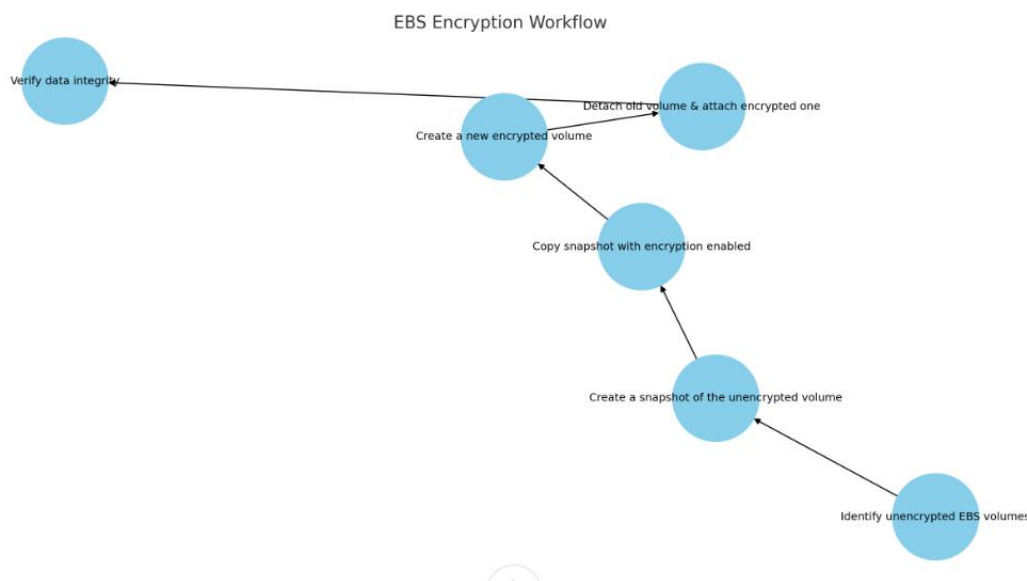 EBS Encryption Workflow
Verify data integrity
Detach old volume & attach encrypted one
Create a new encrypted volume
Copy snapshot with encryption enabled
Create a snapshot of the unencrypted volume
Identify unencrypted EBS volumes